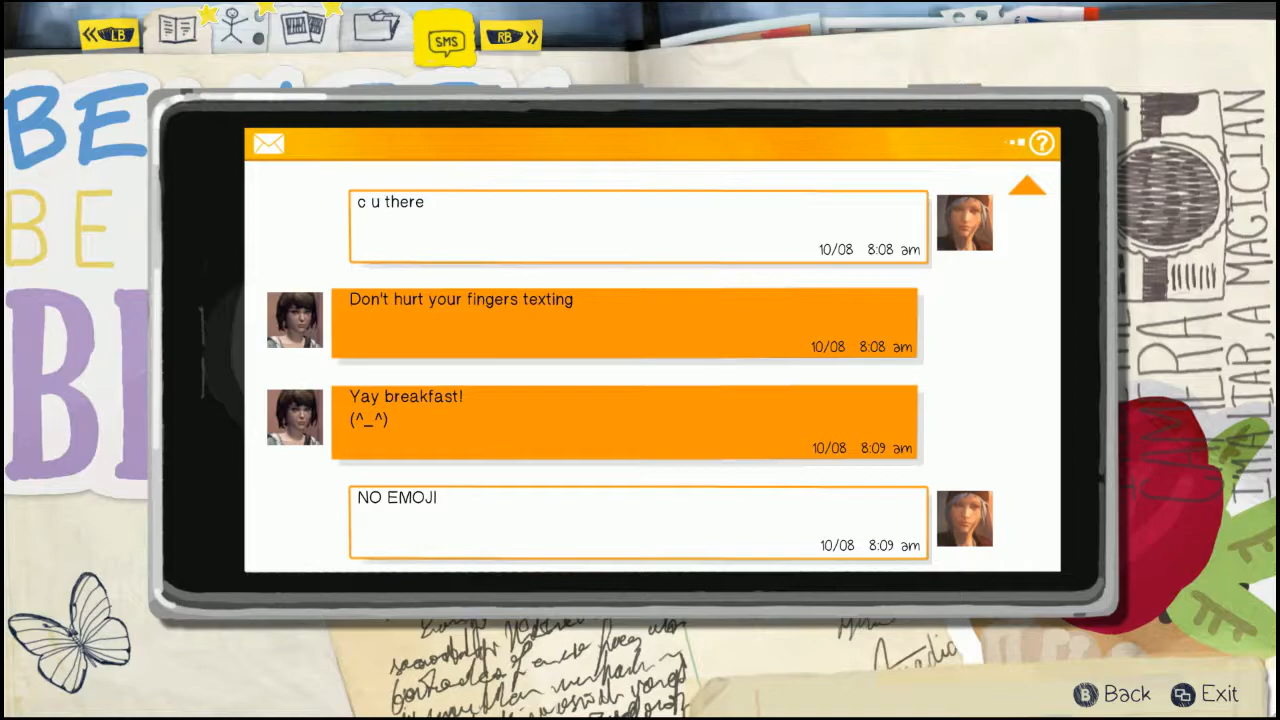 LB
SMS
RB
BE
BE
c u there
10/08 8:08 am
Don't hurt your fingers texting
10/08 8:08 am
Yay breakfast!
(^_^)
10/08 8:09 am
NO EMOJI
10/08 8:09 am
CAMERA
A MAGICIAN
B Back
Exit